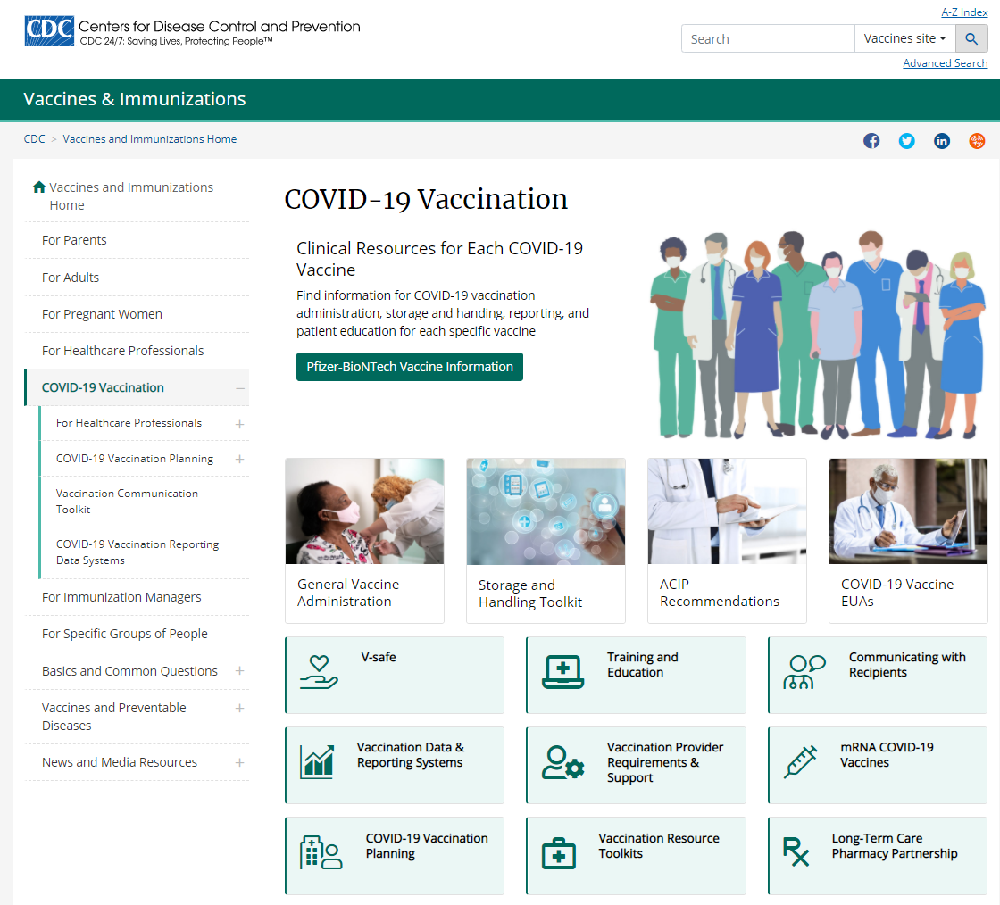 A-Z Index
CDC
Centers for Disease Control and Prevention
CDC 24/7: Saving Lives, Protecting People™
Search
Vaccines site
Advanced Search
Vaccines & Immunizations
CDC > Vaccines and Immunizations Home
Vaccines and Immunizations
Home
For Parents
For Adults
For Pregnant Women
For Healthcare Professionals
COVID-19 Vaccination
For Healthcare Professionals
COVID-19 Vaccination Planning
Vaccination Communication
Toolkit
COVID-19 Vaccination Reporting
Data Systems
For Immunization Managers
For Specific Groups of People
Basics and Common Questions
Vaccines and Preventable
Diseases
News and Media Resources
COVID-19 Vaccination
Clinical Resources for Each COVID-19
Vaccine
Find information for COVID-19 vaccination
administration, storage and handing, reporting, and
patient education for each specific vaccine
Pfizer-BioNTech Vaccine Information
General Vaccine
Administration
Storage and
Handling Toolkit
ACIP
Recommendations
COVID-19 Vaccine
EUAs
V-safe
Training and
Education
Communicating with
Recipients
Vaccination Data &
Reporting Systems
Vaccination Provider
Requirements &
Support
mRNA COVID-19
Vaccines
COVID-19 Vaccination
Planning
Vaccination Resource
Toolkits
Long-Term Care
Pharmacy Partnership